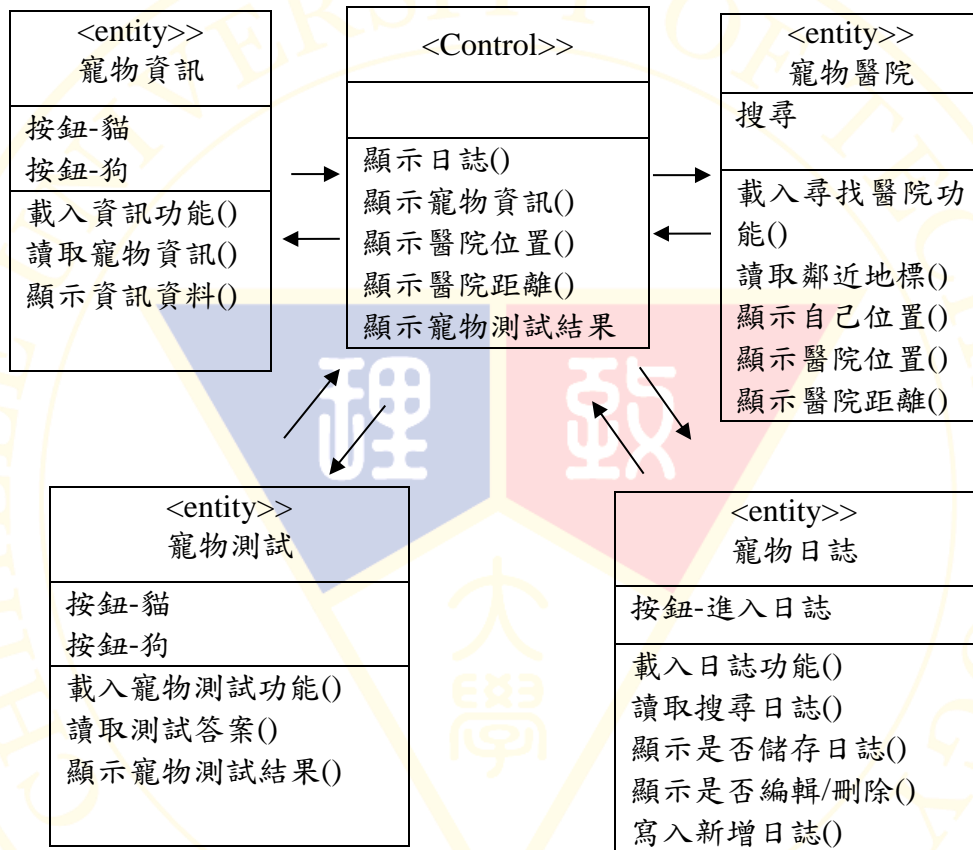 <entity>>
寵物資訊
按鈕-貓
按鈕-狗
載入資訊功能()
讀取寵物資訊()
顯示資訊資料()
<Control>>
顯示日誌()
顯示寵物資訊()
顯示醫院位置()
顯示醫院距離()
顯示寵物測試結果
<entity>>
寵物醫院
搜尋
載入尋找醫院功
能()
讀取鄰近地標()
顯示自己位置()
顯示醫院位置()
顯示醫院距離()
理 致
大
學
<entity>>
寵物測試
按鈕-貓
按鈕-狗
載入寵物測試功能()
讀取測試答案()
顯示寵物測試結果()
<entity>>
寵物日誌
按鈕-進入日誌
載入日誌功能()
讀取搜尋日誌()
顯示是否儲存日誌()
顯示是否編輯/刪除()
寫入新增日誌()